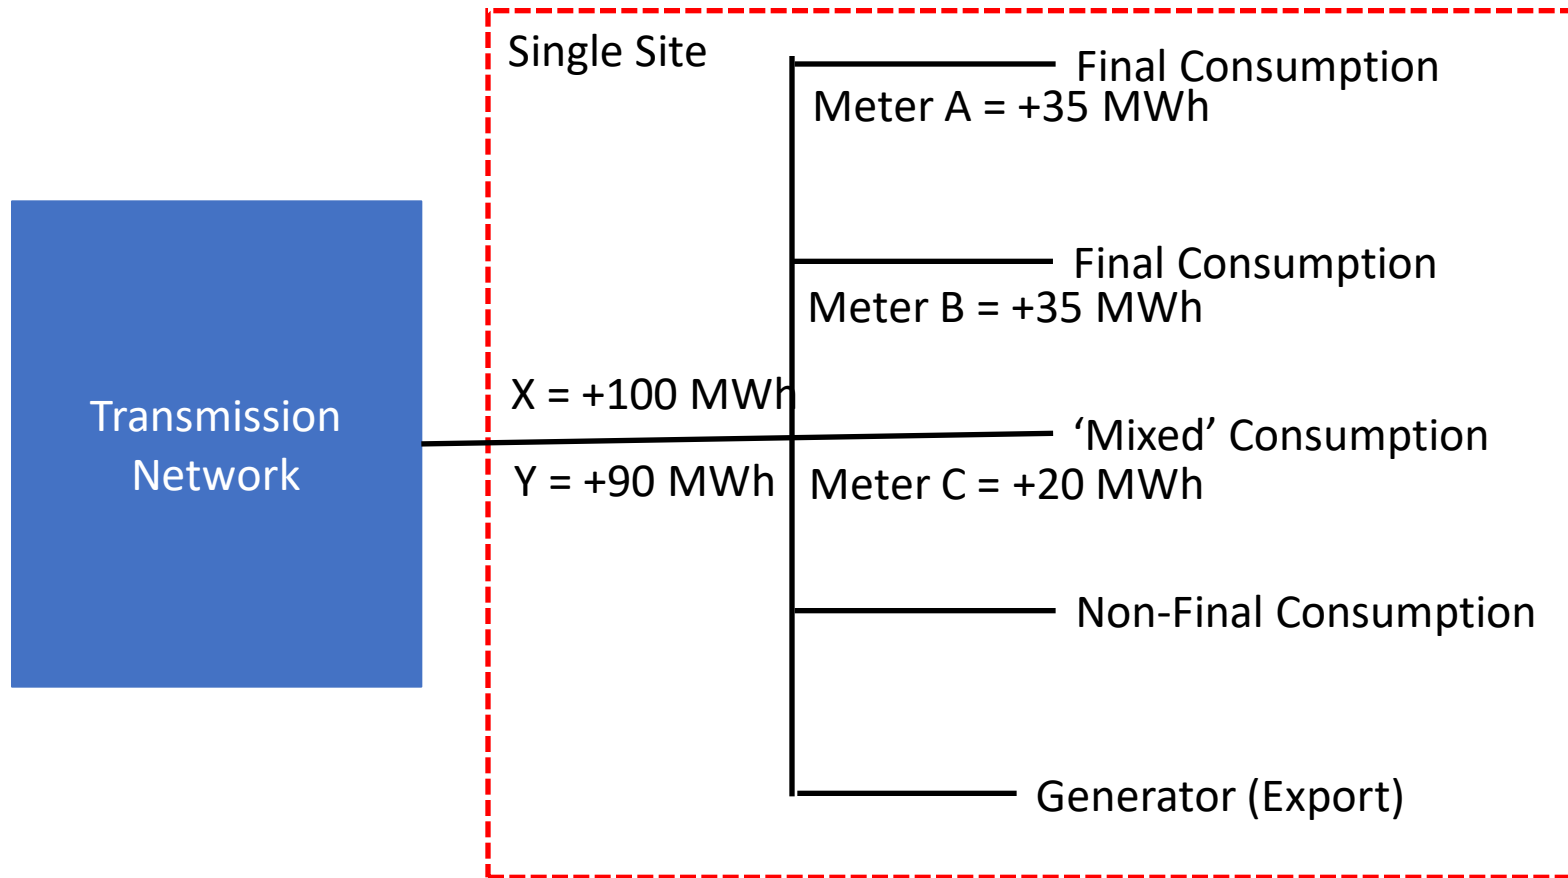 Single Site
Final Consumption
Meter A = +35 MWh
Final Consumption
Meter B = +35 MWh
X = +100 MWh
Transmission
Network
‘Mixed’ Consumption
Y = +90 MWh
Meter C = +20 MWh
Non-Final Consumption
Generator (Export)